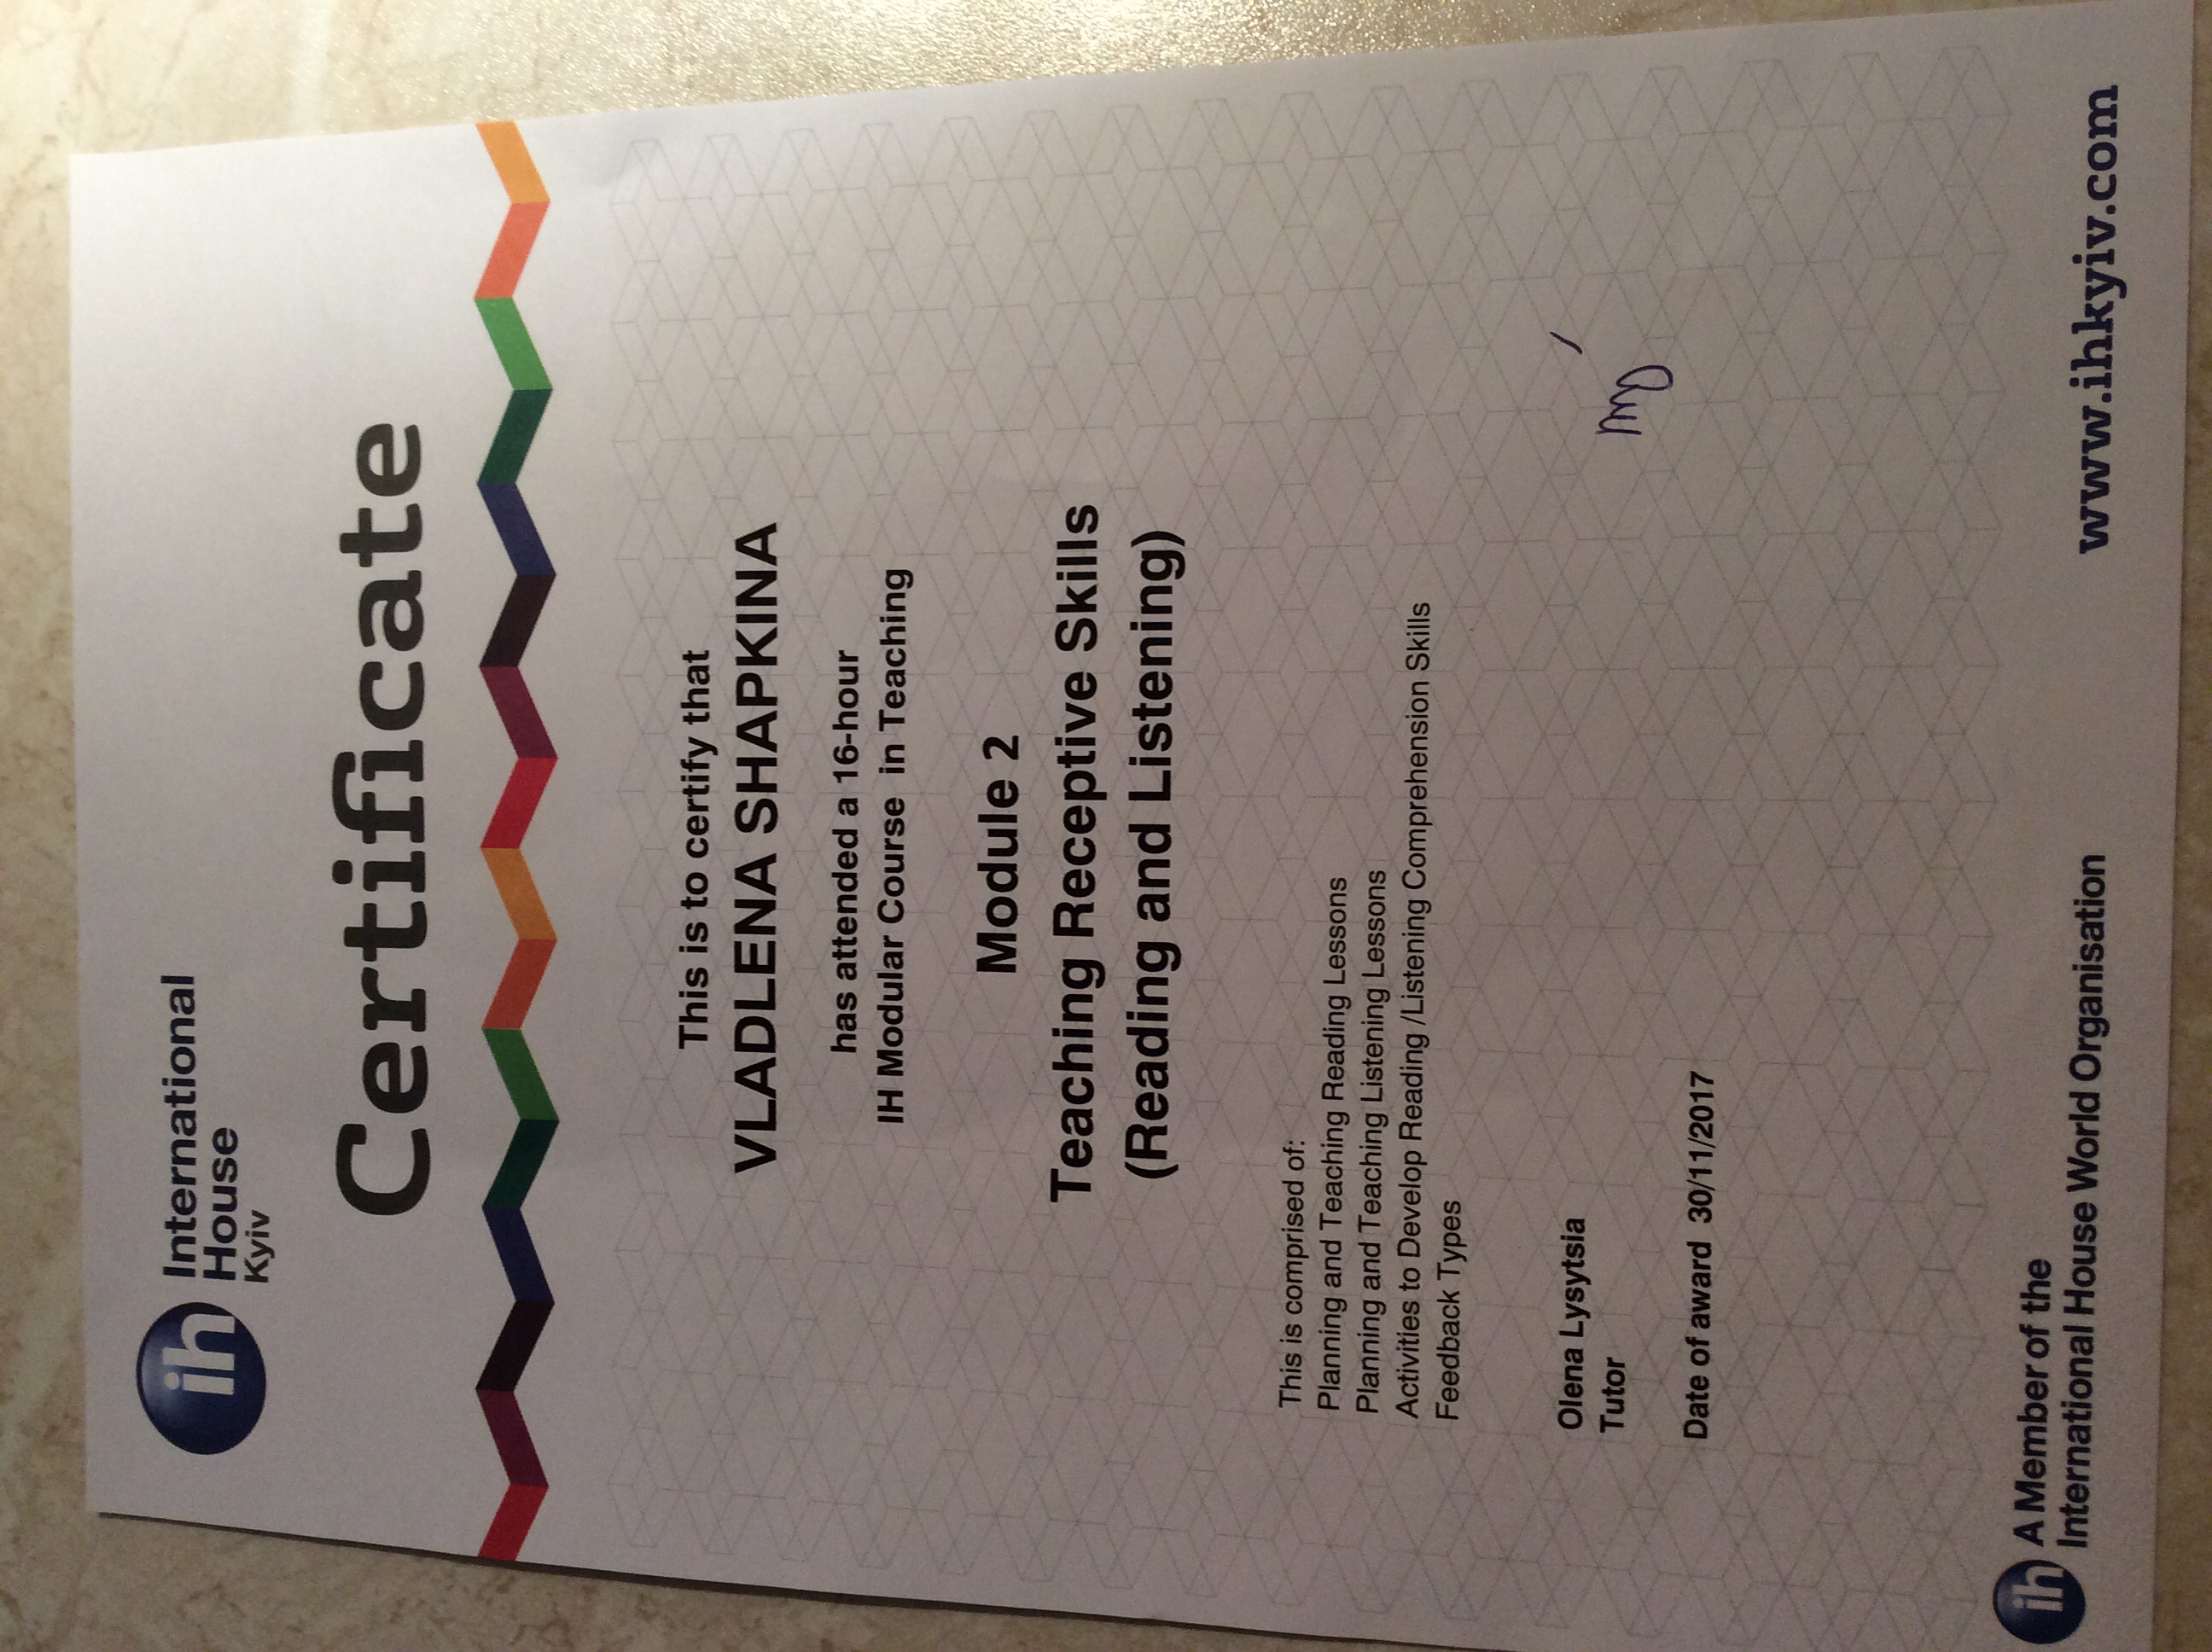 ih International
House
Kyiv
Certificate
This is to certify that
VLADLENA SHAPKINA
has attended a 16-hour
IH Modular Course in Teaching
Module 2
Teaching Receptive Skills
(Reading and Listening)
This is comprised of:
Planning and Teaching Reading Lessons
Planning and Teaching Listening Lessons
Activities to Develop Reading /Listening Comprehension Skills
Feedback Types
Olena Lysytsia
Tutor
Date of award 30/11/2017
ih A Member of the
International House World Organisation
www.ihkyiv.com